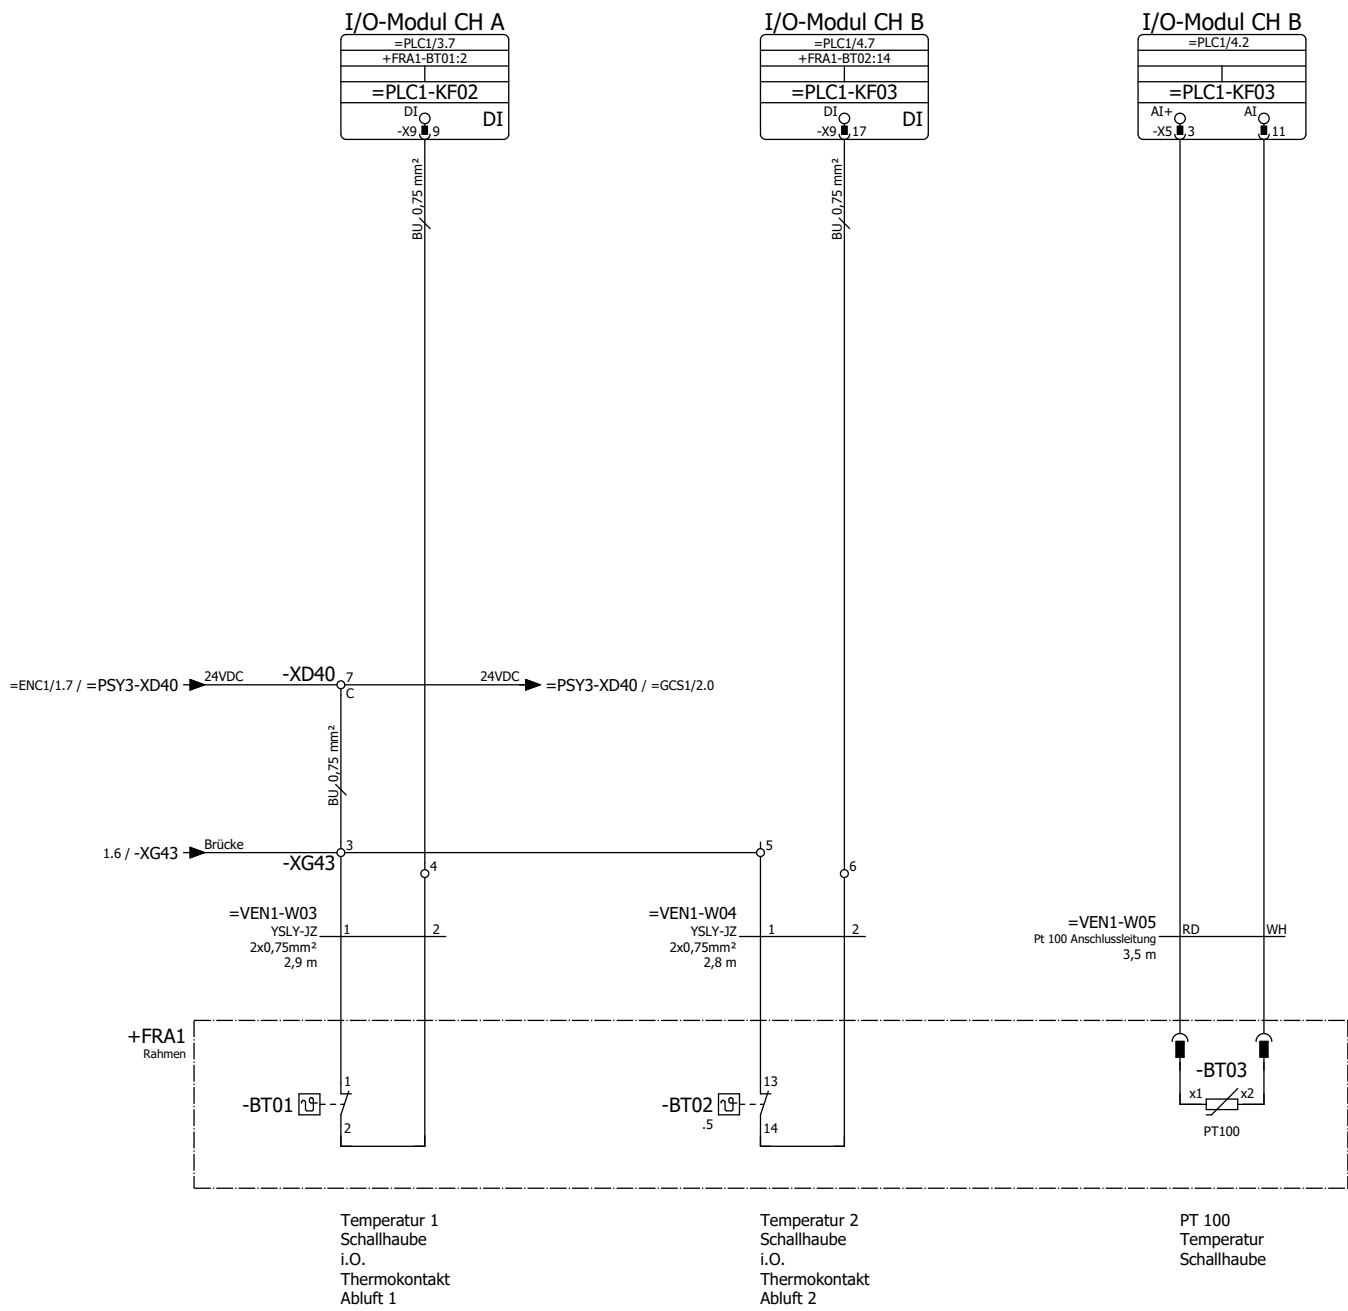 I/O-Modul CH A
=PLC1/3.7
+FRA1-BT01:2
=PLC1-KF02
DI
DI
-X9 9
BU 0,75 mm²
I/O-Modul CH B
=PLC1/4.7
+FRA1-BT02:14
=PLC1-KF03
DI
DI
-X9 17
BU 0,75 mm²
I/O-Modul CH B
=PLC1/4.2
=PLC1-KF03
AI+ AI
-X5 3 11
=ENC1/1.7 / =PSY3-XD40 24VDC -XD40 7 C 24VDC =PSY3-XD40 / =GCS1/2.0
BU 0,75 mm²
1.6 / -XG43 Brücke -XG43 3 4 5 6
=VEN1-W03
YSLY-JZ
2x0,75mm²
2,9 m
1 2
=VEN1-W04
YSLY-JZ
2x0,75mm²
2,8 m
1 2
=VEN1-W05
Pt 100 Anschlussleitung
3,5 m
RD WH
+FRA1
Rahmen
-BT01
1
2
-BT02
.5
13
14
-BT03
x1 x2
PT100
Temperatur 1
Schallhaube
i.O.
Thermokontakt
Abluft 1
Temperatur 2
Schallhaube
i.O.
Thermokontakt
Abluft 2
PT 100
Temperatur
Schallhaube